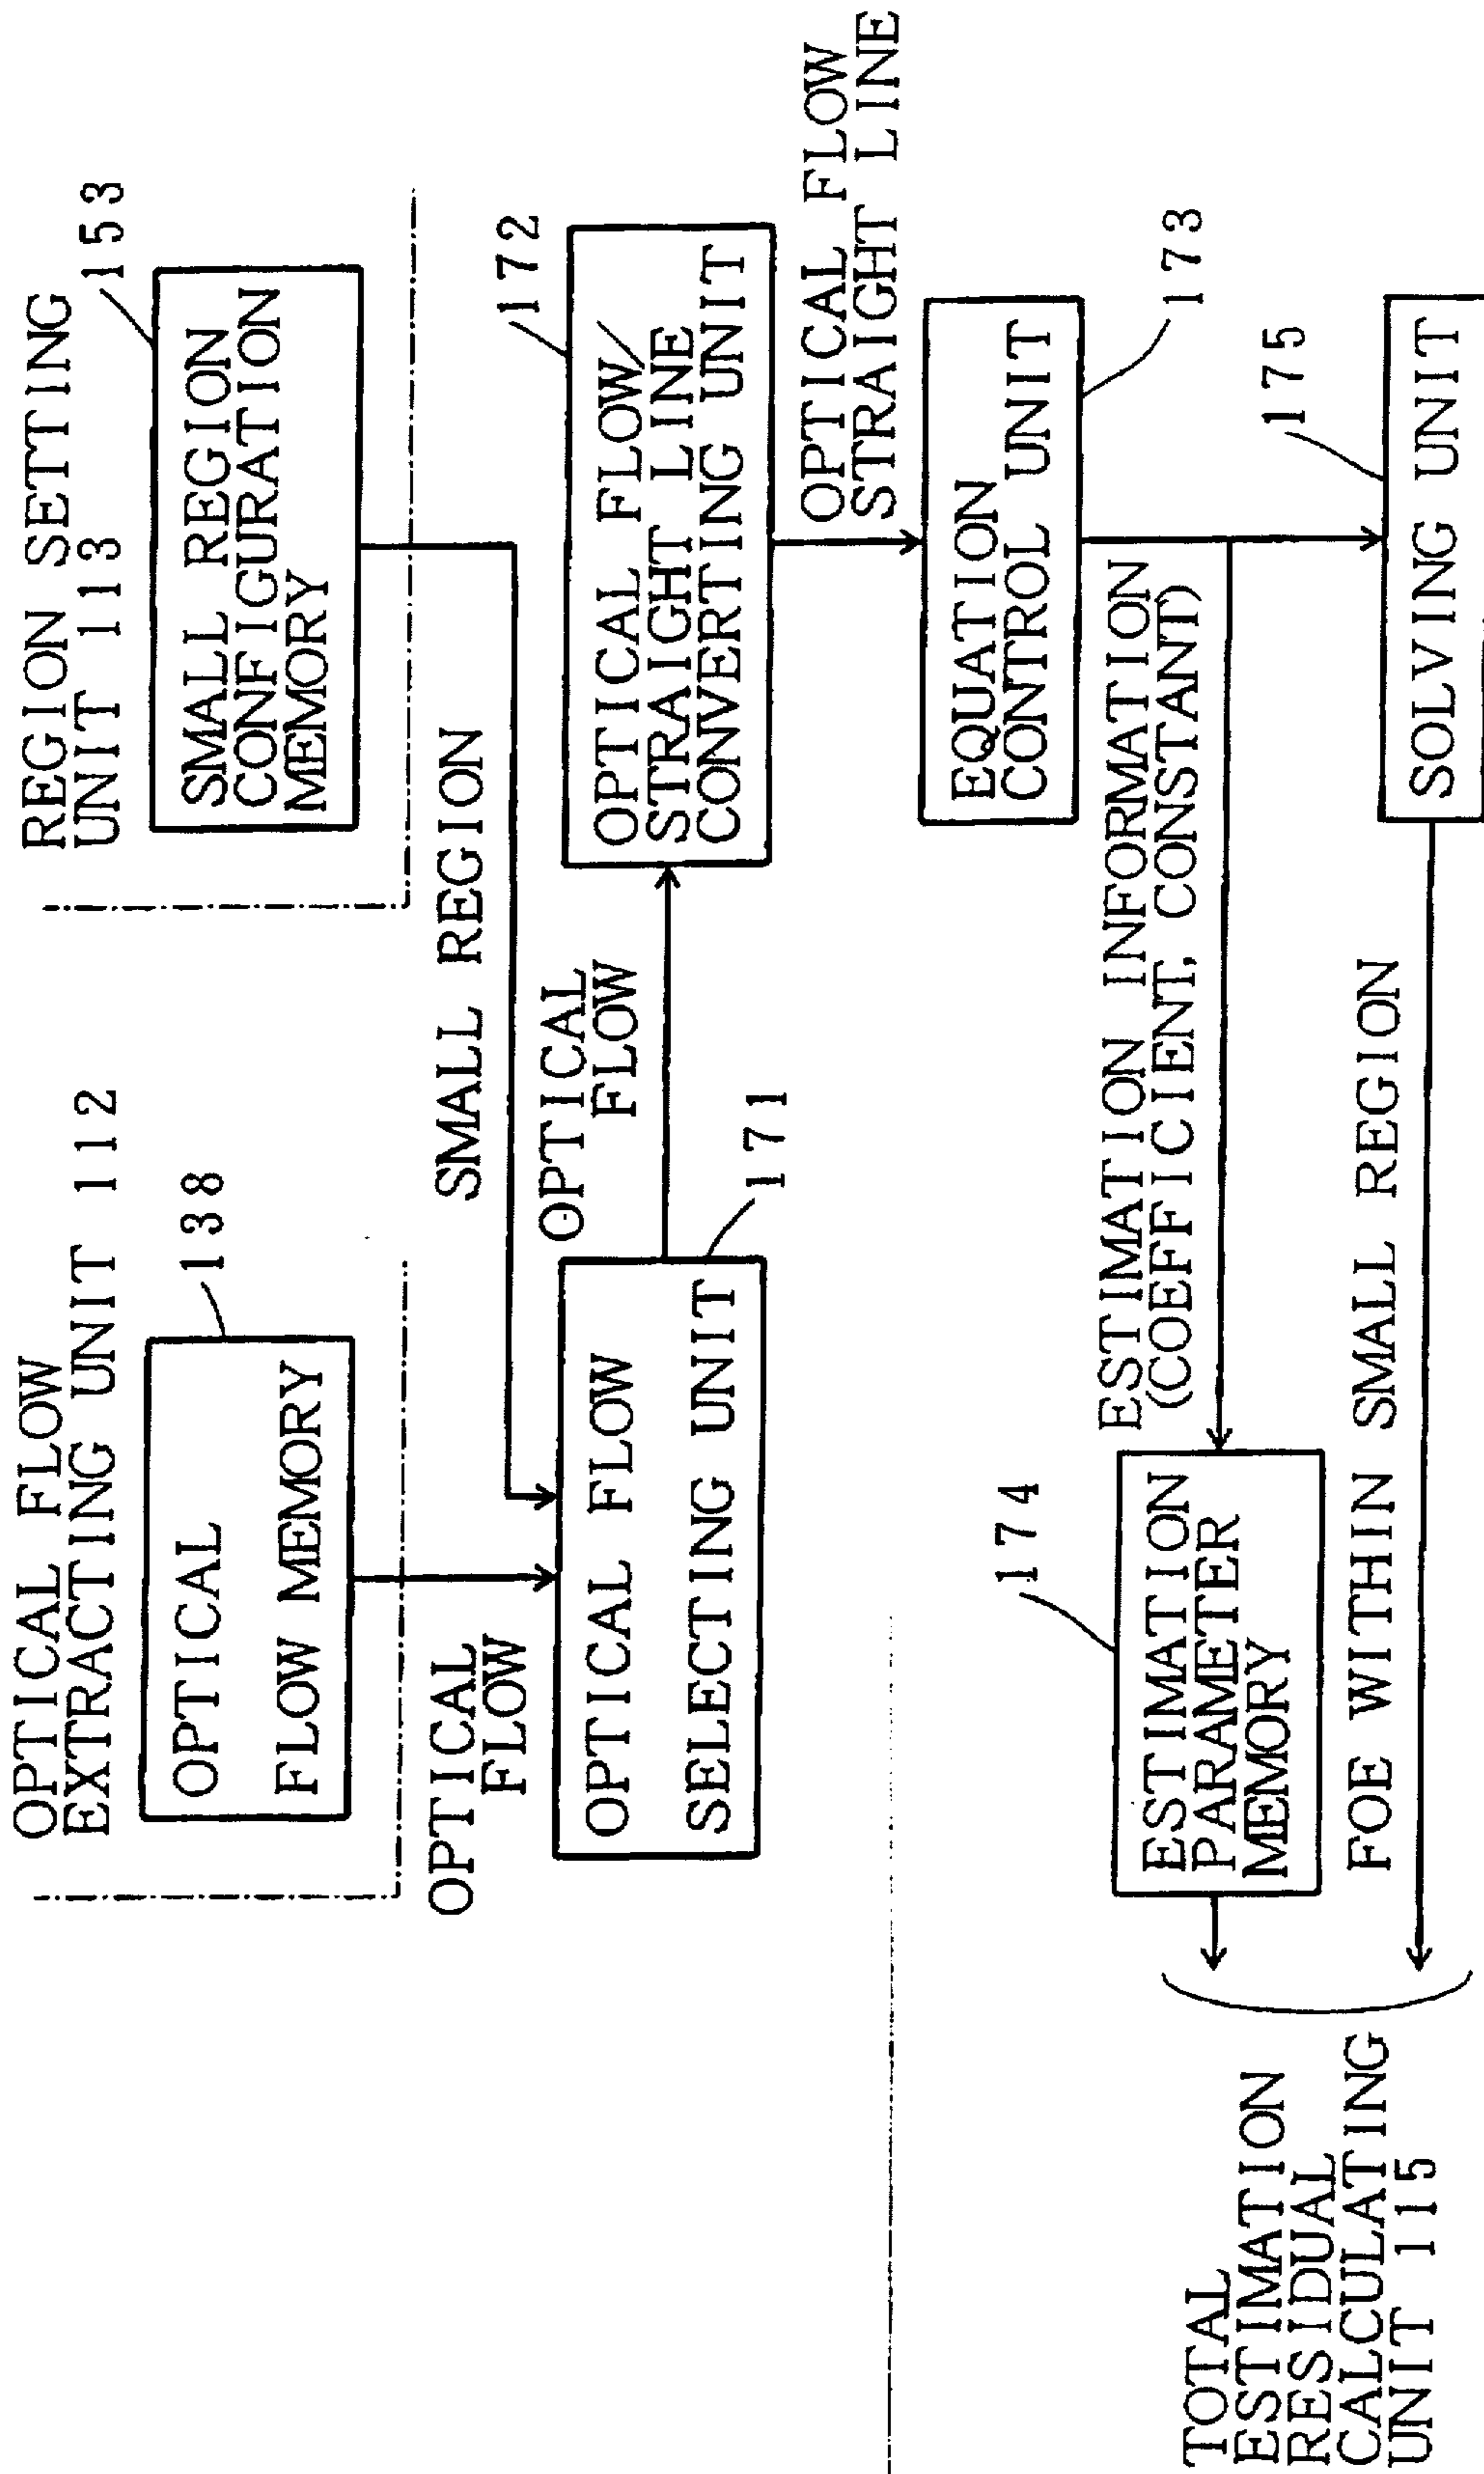 OPTICAL FLOW
EXTRACTING UNIT 112
138
OPTICAL
FLOW MEMORY
REGION SETTING
UNIT 113
153
SMALL REGION
CONFIGURATION
MEMORY
OPTICAL
FLOW
SMALL REGION
OPTICAL FLOW
SELECTING UNIT
171
OPTICAL
FLOW
172
OPTICAL FLOW/
STRAIGHT LINE
CONVERTING UNIT
OPTICAL FLOW
STRAIGHT LINE
EQUATION
CONTROL UNIT
173
ESTIMATION INFORMATION
(COEFFICIENT, CONSTANT)
174
ESTIMATION
PARAMETER
MEMORY
175
SOLVING UNIT
FOE WITHIN SMALL REGION
TOTAL
ESTIMATION
RESIDUAL
CALCULATING
UNIT 115